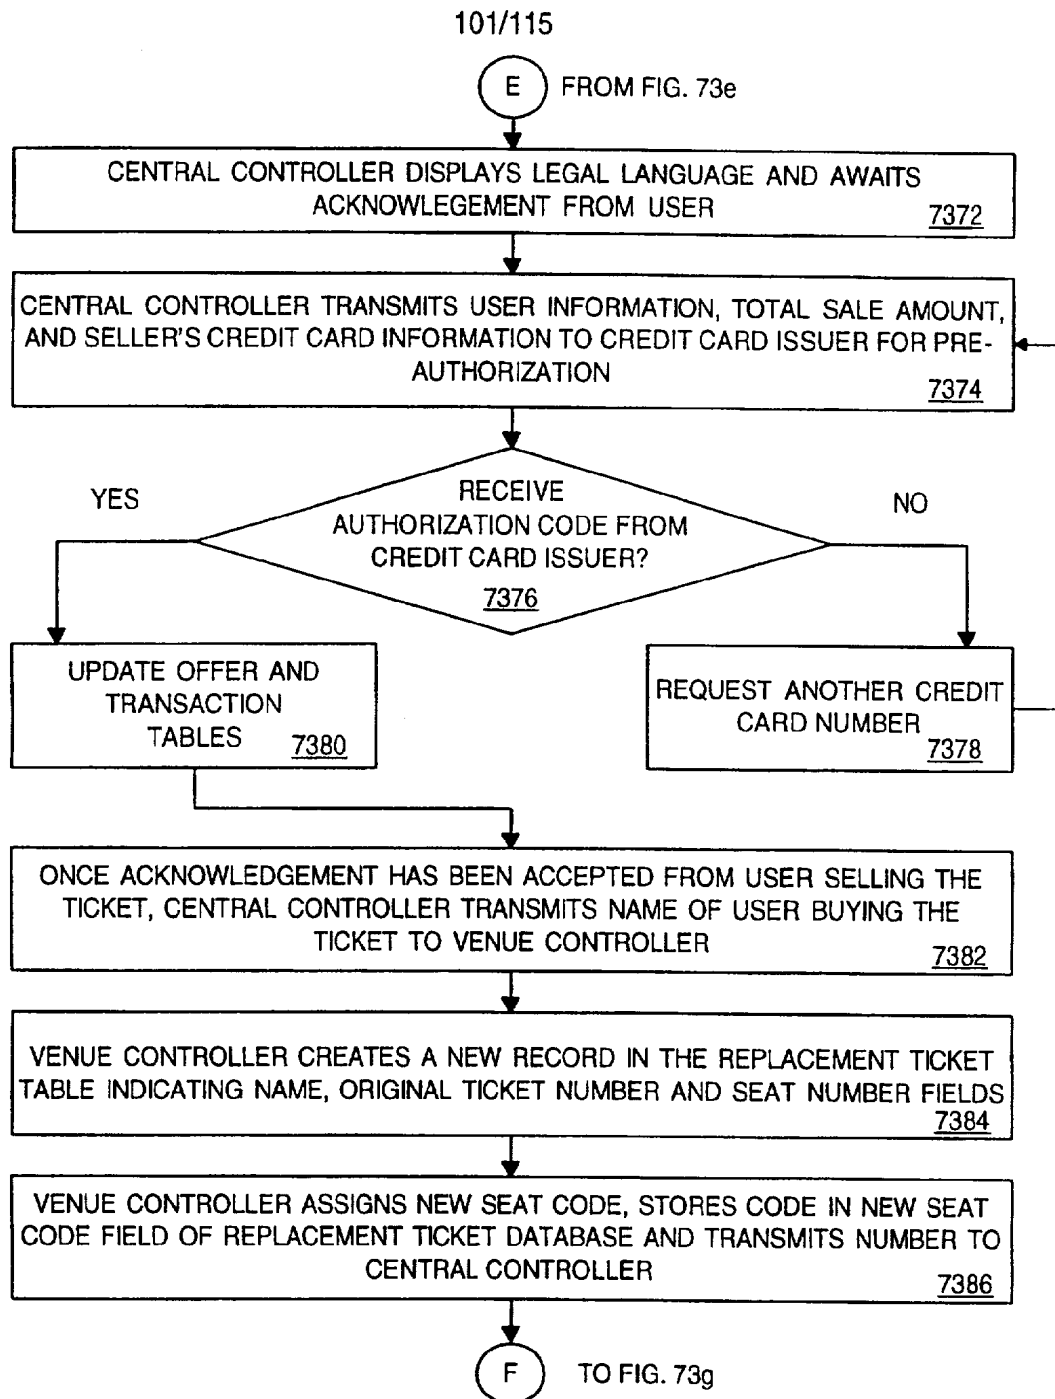 101/115
E FROM FIG. 73e
CENTRAL CONTROLLER DISPLAYS LEGAL LANGUAGE AND AWAITS
ACKNOWLEGEMENT FROM USER
7372
CENTRAL CONTROLLER TRANSMITS USER INFORMATION, TOTAL SALE AMOUNT,
AND SELLER'S CREDIT CARD INFORMATION TO CREDIT CARD ISSUER FOR PRE-
AUTHORIZATION
7374
RECEIVE
AUTHORIZATION CODE FROM
CREDIT CARD ISSUER?
7376
YES
NO
UPDATE OFFER AND
TRANSACTION
TABLES
7380
REQUEST ANOTHER CREDIT
CARD NUMBER
7378
ONCE ACKNOWLEDGEMENT HAS BEEN ACCEPTED FROM USER SELLING THE
TICKET, CENTRAL CONTROLLER TRANSMITS NAME OF USER BUYING THE
TICKET TO VENUE CONTROLLER
7382
VENUE CONTROLLER CREATES A NEW RECORD IN THE REPLACEMENT TICKET
TABLE INDICATING NAME, ORIGINAL TICKET NUMBER AND SEAT NUMBER FIELDS
7384
VENUE CONTROLLER ASSIGNS NEW SEAT CODE, STORES CODE IN NEW SEAT
CODE FIELD OF REPLACEMENT TICKET DATABASE AND TRANSMITS NUMBER TO
CENTRAL CONTROLLER
7386
F TO FIG. 73g